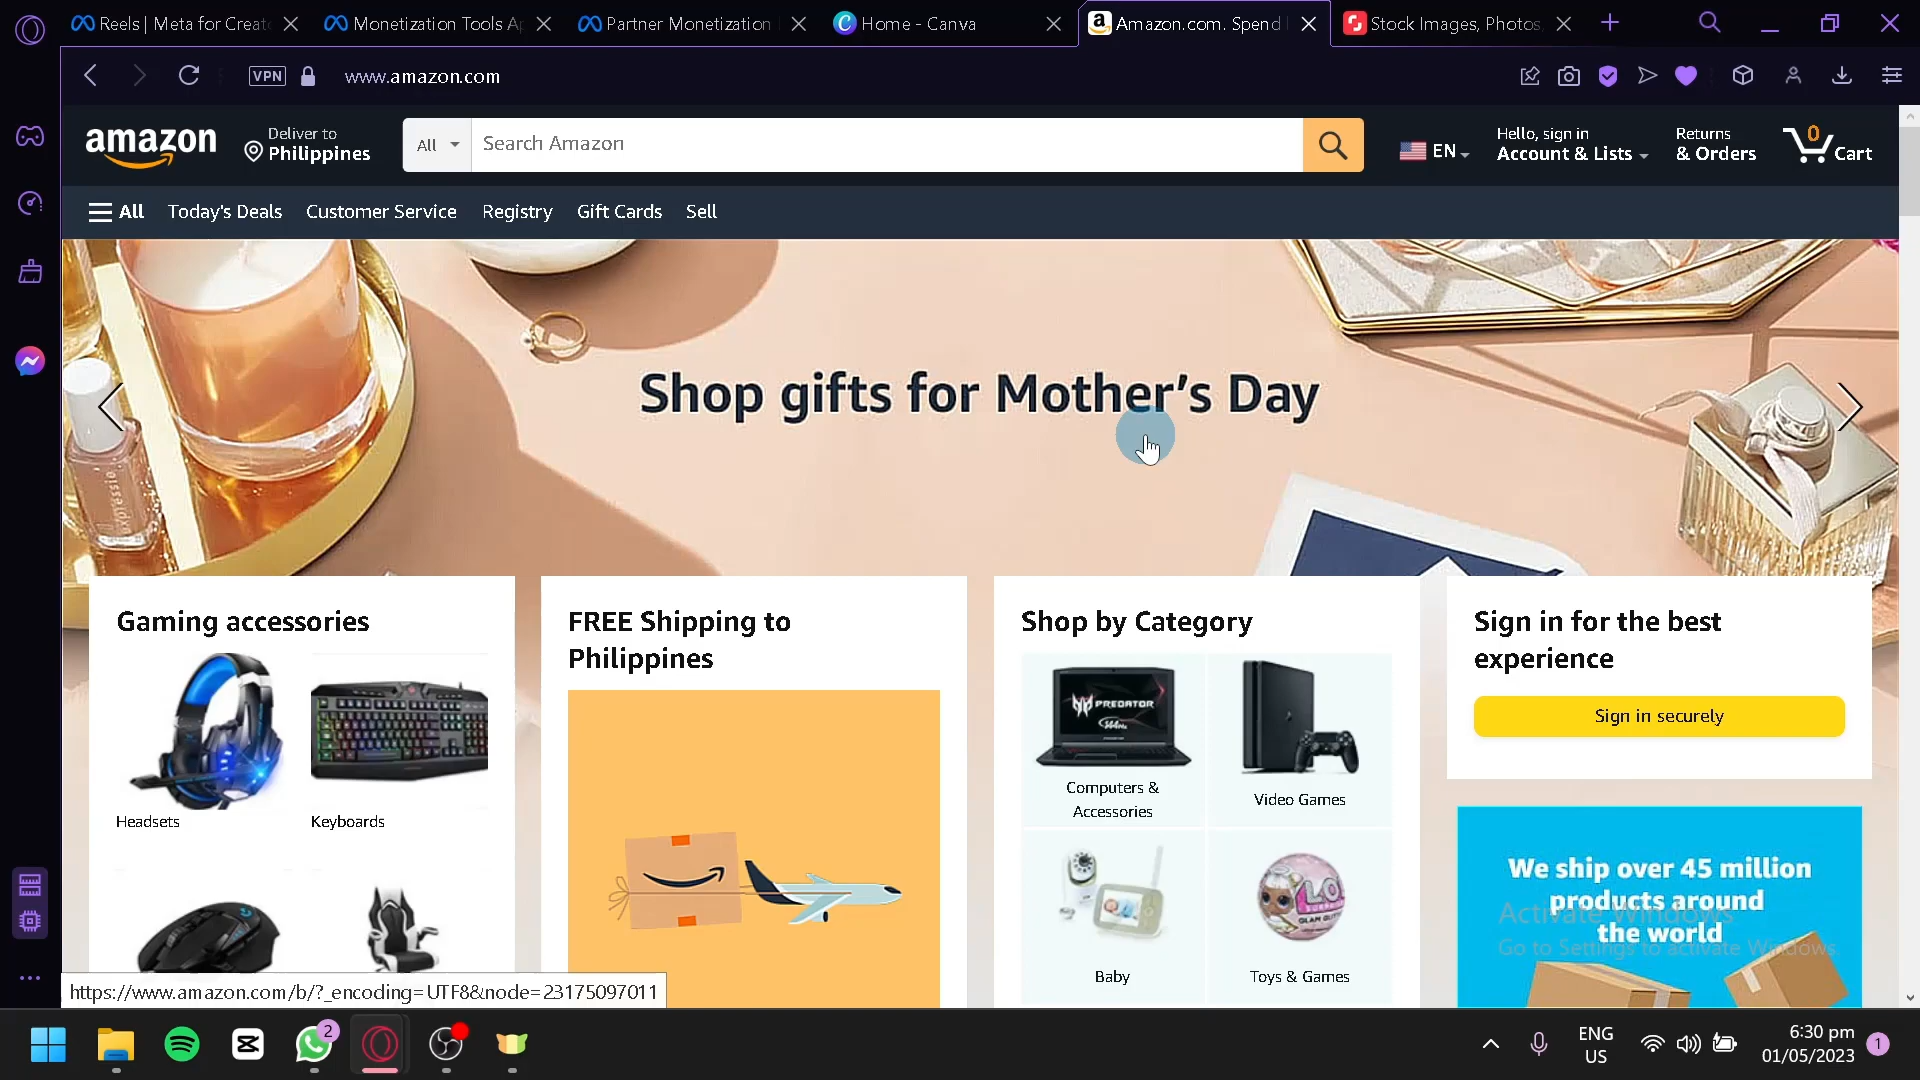 Reels | Meta for Creat
Monetization Tools A
Partner Monetization
Home - Canva
Amazon.com. Spend
Stock Images, Photos
VPN
www.amazon.com
amazon
Deliver to
Philippines
All
Search Amazon
EN
Hello, sign in
Account & Lists
Returns
& Orders
0
Cart
All
Today's Deals
Customer Service
Registry
Gift Cards
Sell
Shop gifts for Mother's Day
expressie
Gaming accessories
Headsets
Keyboards
FREE Shipping to
Philippines
Shop by Category
PREDATOR
144Hz
Computers &
Accessories
Video Games
Baby
Toys & Games
Sign in for the best
experience
Sign in securely
We ship over 45 million
products around
the world
Activate Windows
Go to Settings to activate Windows.
https://www.amazon.com/b/?_encoding=UTF8&node=23175097011
2
ENG
US
6:30 pm
01/05/2023
1